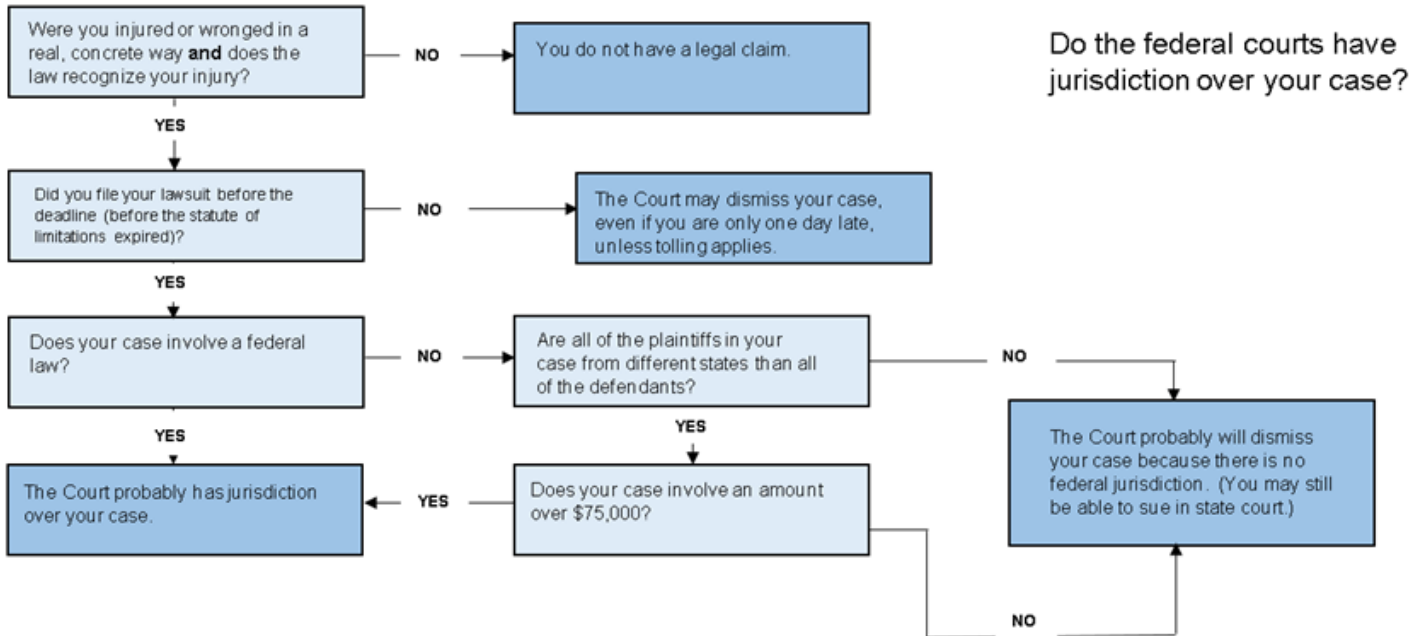 Do the federal courts have
jurisdiction over your case?
Were you injured or wronged in a
real, concrete way and does the
law recognize your injury?
NO
You do not have a legal claim.
YES
Did you file your lawsuit before the
deadline (before the statute of
limitations expired)?
NO
The Court may dismiss your case,
even if you are only one day late,
unless tolling applies.
YES
Does your case involve a federal
law?
NO
Are all of the plaintiffs in your
case from different states than all
of the defendants?
NO
YES
YES
The Court probably has jurisdiction
over your case.
YES
Does your case involve an amount
over $75,000?
The Court probably will dismiss
your case because there is no
federal jurisdiction. (You may still
be able to sue in state court.)
NO